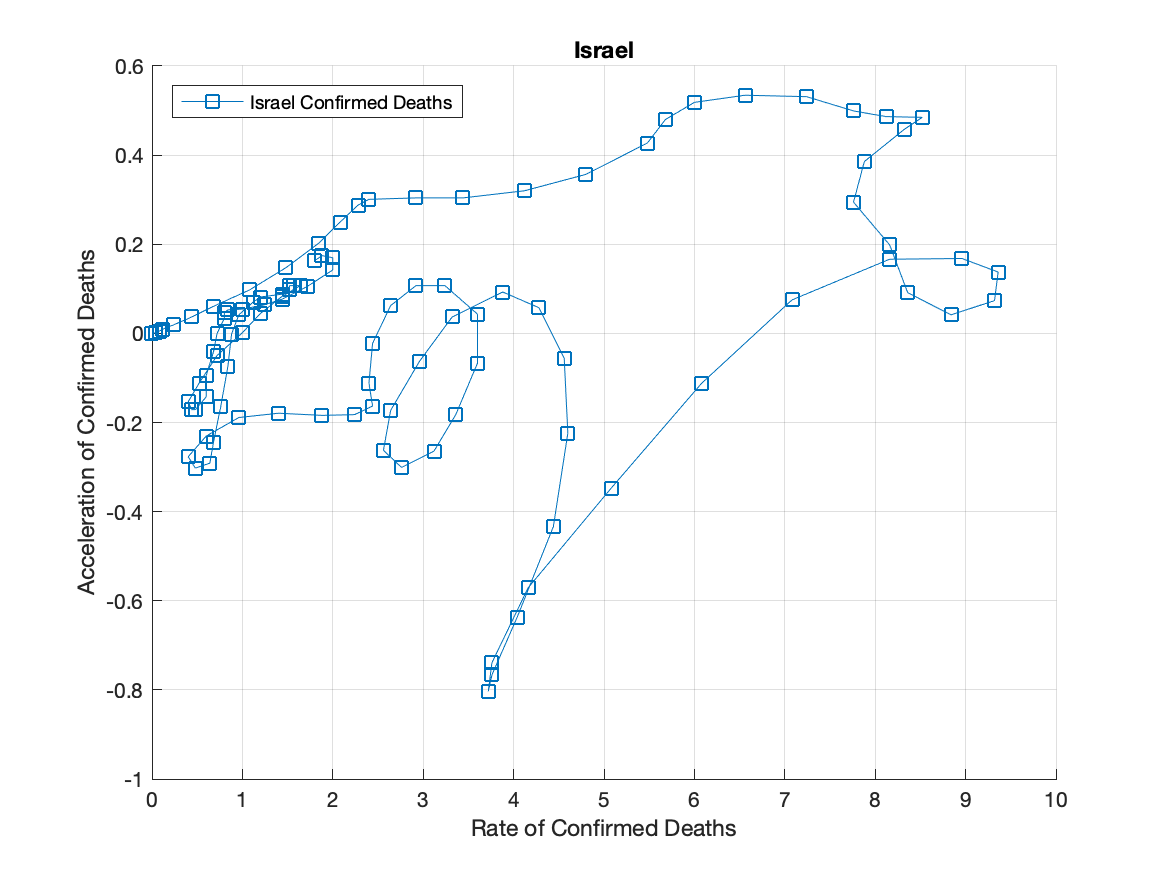 Israel
Israel Confirmed Deaths
Acceleration of Confirmed Deaths
0.6
0.4
0.2
0
-0.2
-0.4
-0.6
-0.8
-1
0 1 2 3 4 5 6 7 8 9 10
Rate of Confirmed Deaths